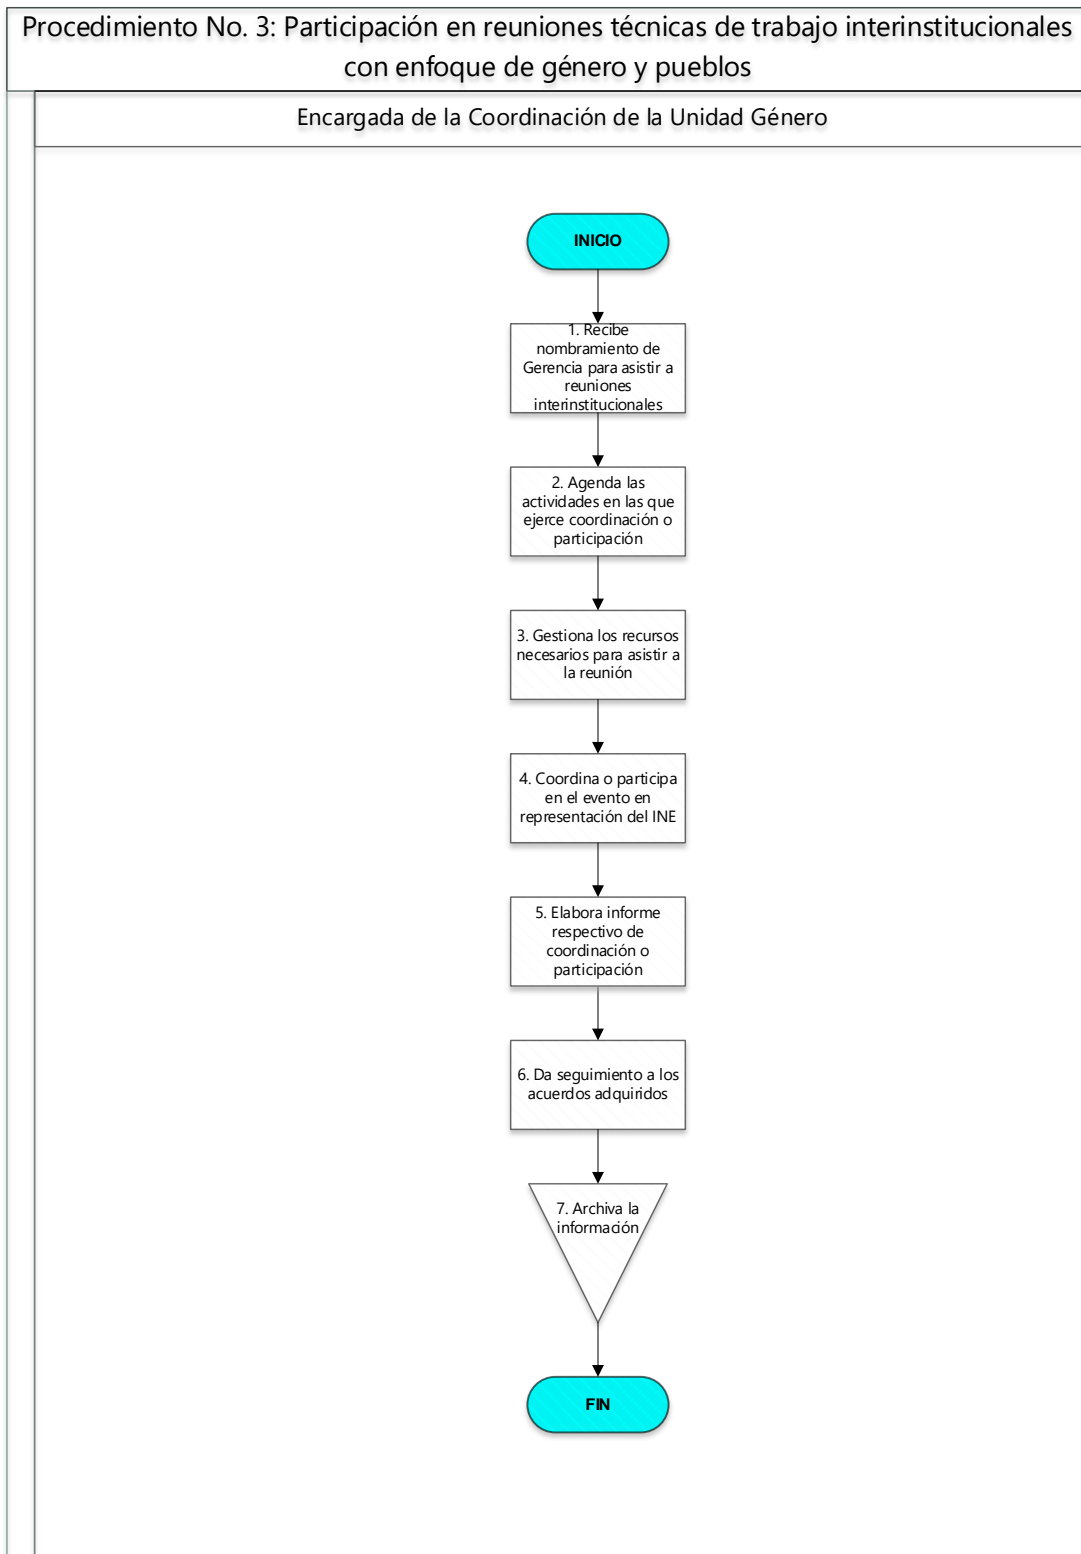 Procedimiento No. 3: Participación en reuniones técnicas de trabajo interinstitucionales
con enfoque de género y pueblos
Encargada de la Coordinación de la Unidad Género
INICIO
1. Recibe
nombramiento de
Gerencia para asistir a
reuniones
interinstitucionales
2. Agenda las
actividades en las que
ejerce coordinación o
participación
3. Gestiona los recursos
necesarios para asistir a
la reunión
4. Coordina o participa
en el evento en
representación del INE
5. Elabora informe
respectivo de
coordinación o
participación
6. Da seguimiento a los
acuerdos adquiridos
7. Archiva la
información
FIN